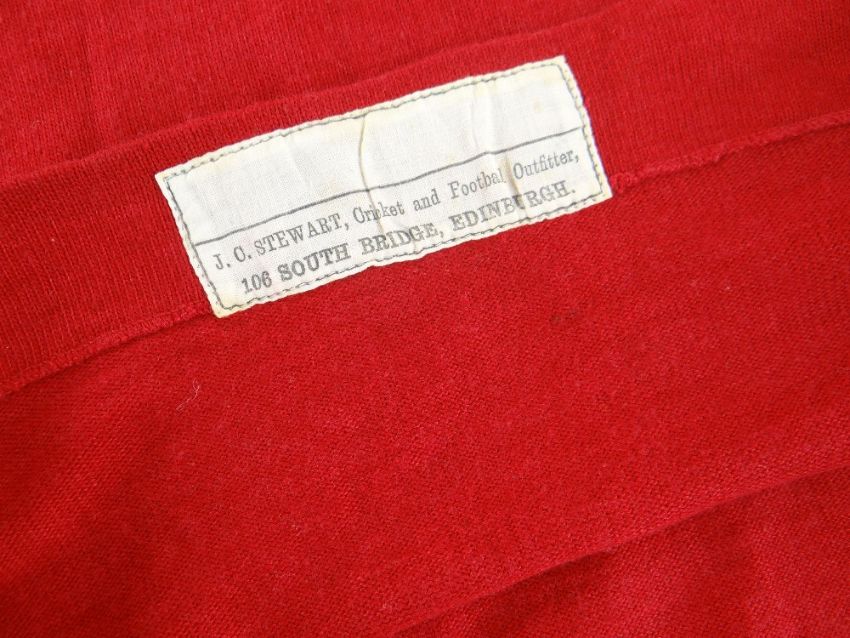 J. C. STEWART, Cricket and Football Outfitter,
106 SOUTH BRIDGE, EDINBURGH.